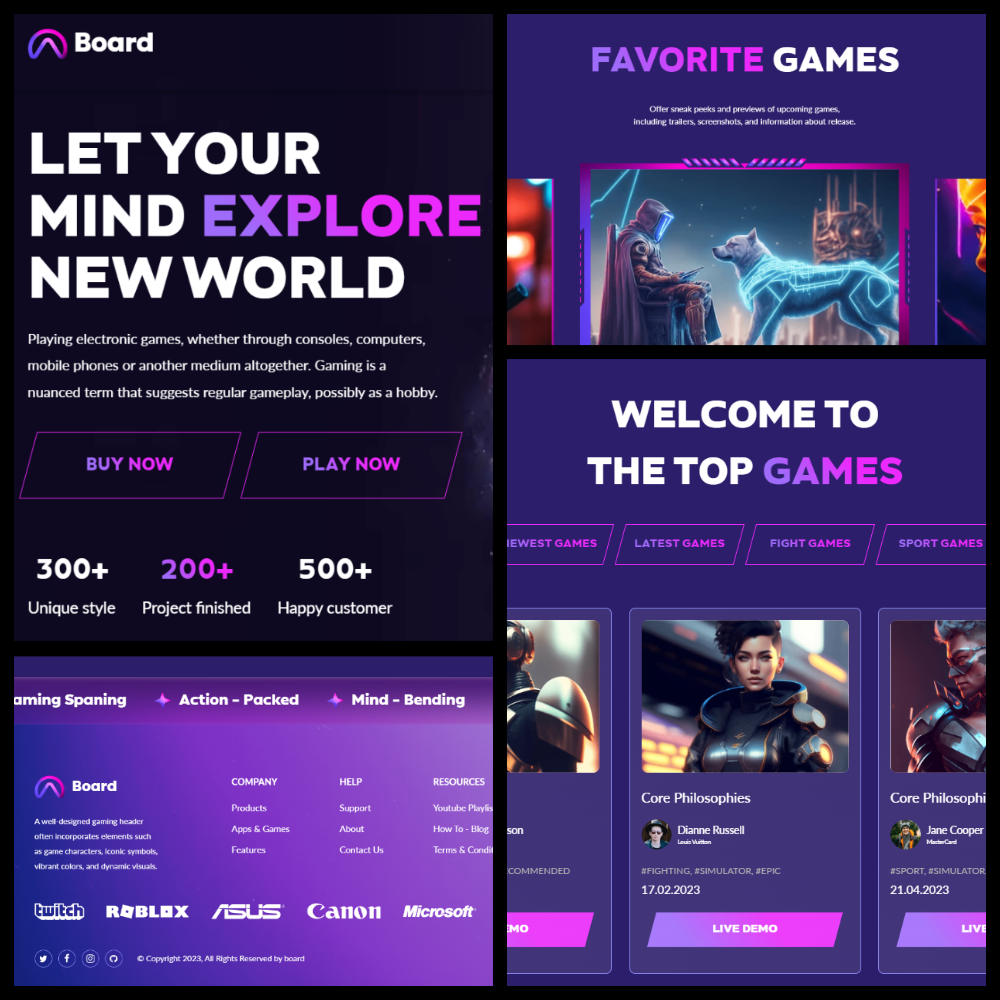 Board
LET YOUR
MIND EXPLORE
NEW WORLD
Playing electronic games, whether through consoles, computers,
mobile phones or another medium altogether. Gaming is a
nuanced term that suggests regular gameplay, possibly as a hobby.
BUY NOW
PLAY NOW
300+
200+
500+
Unique style
Project finished
Happy customer
FAVORITE GAMES
Offer sneak peeks and previews of upcoming games,
including trailers, screenshots, and information about release.
WELCOME TO
THE TOP GAMES
EWEST GAMES
LATEST GAMES
FIGHT GAMES
SPORT GAMES
Core Philosophies
Dianne Russell
Louis Vuitton
#FIGHTING, #SIMULATOR, #EPIC
17.02.2023
LIVE DEMO
Core Philosophi
Jane Cooper
MasterCard
#SPORT, #SIMULATOR
21.04.2023
LIVE
son
COMMENDED
EMO
aming Spaning
Action - Packed
Mind - Bending
Board
A well-designed gaming header
often incorporates elements such
as game characters, iconic symbols,
vibrant colors, and dynamic visuals.
COMPANY
Products
Apps & Games
Features
HELP
Support
About
Contact Us
RESOURCES
Youtube Playlis
How To - Blog
Terms & Condit
twitch
ROBLOX
ASUS
Canon
Microsoft
© Copyright 2023, All Rights Reserved by board